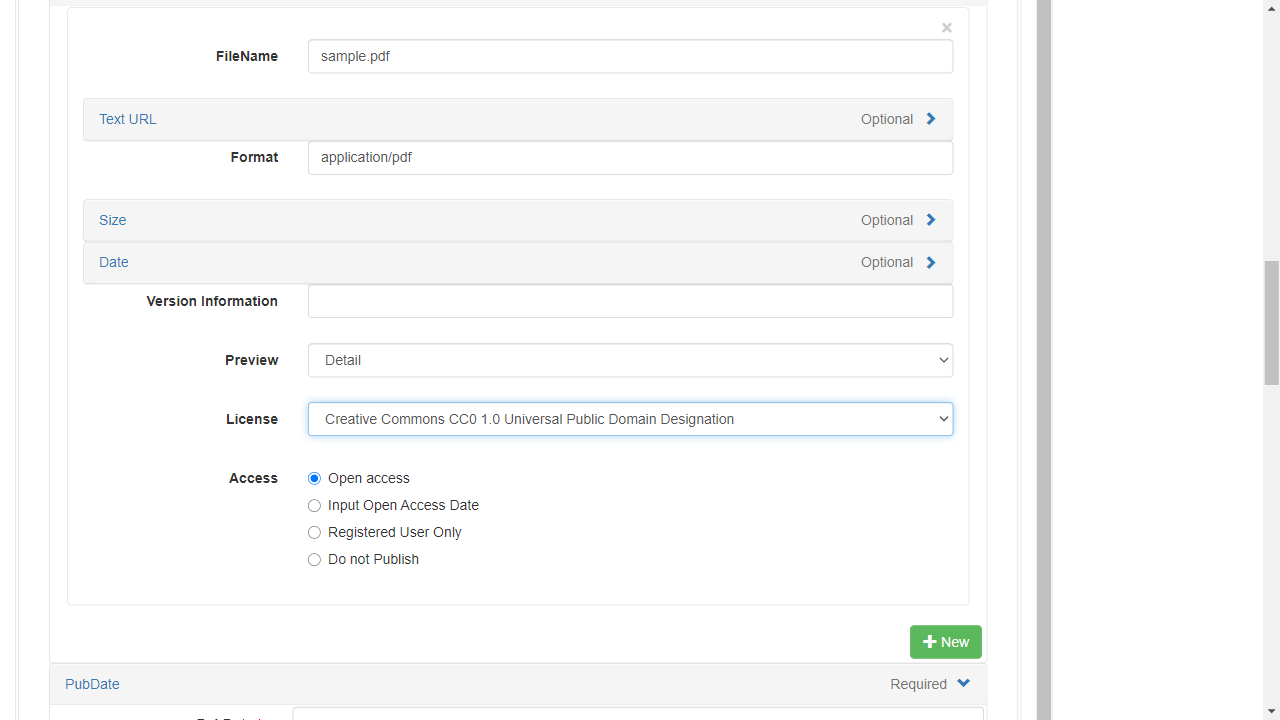 ×
FileName sample.pdf
Text URL Optional
Format application/pdf
Size Optional
Date Optional
Version Information
Preview Detail
License Creative Commons CC0 1.0 Universal Public Domain Designation
Access Open access
Input Open Access Date
Registered User Only
Do not Publish
New
PubDate Required